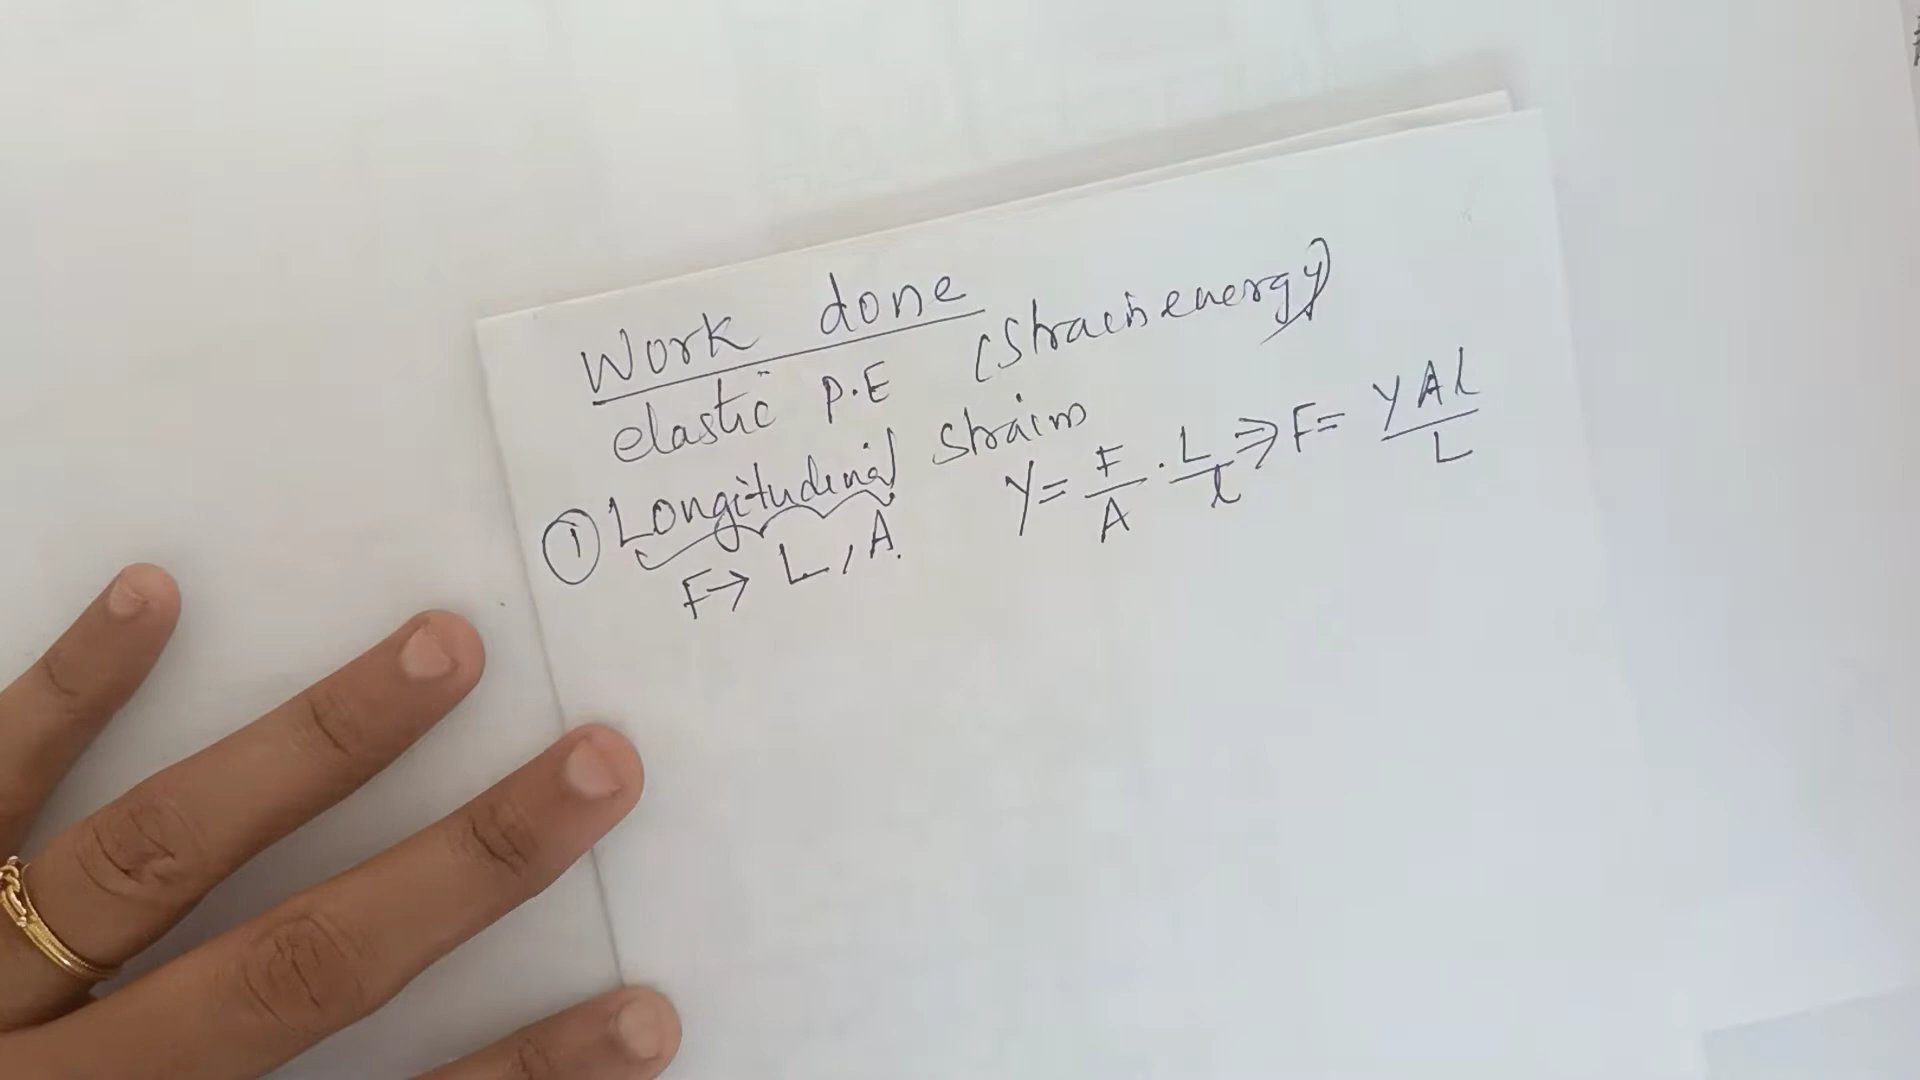 Work done
elastic P.E (Strain energy)
① Longitudinal Strain
F→ L, A.
Y = F/A . L/l ⇒ F = YAl/L